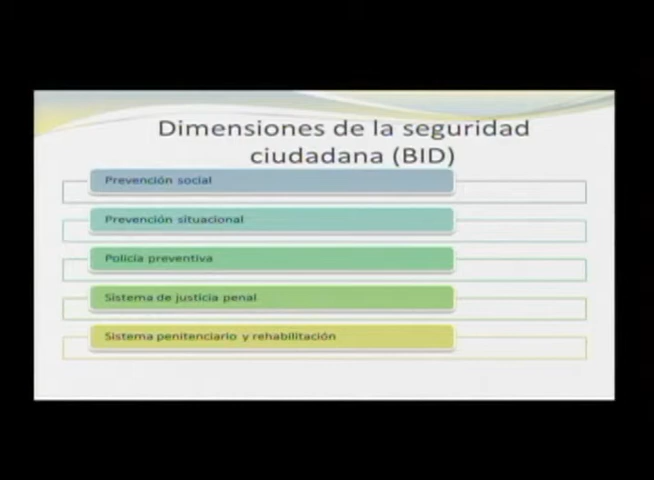 Dimensiones de la seguridad
ciudadana (BID)
Prevención social
Prevención situacional
Policía preventiva
Sistema de justicia penal
Sistema penitenciario y rehabilitación